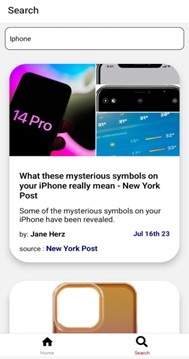 Search
Iphone
14 Pro
What these mysterious symbols on
your iPhone really mean - New York
Post
Some of the mysterious symbols on your
iPhone have been revealed.
by: Jane Herz
Jul 16th 23
source : New York Post
Home
Search